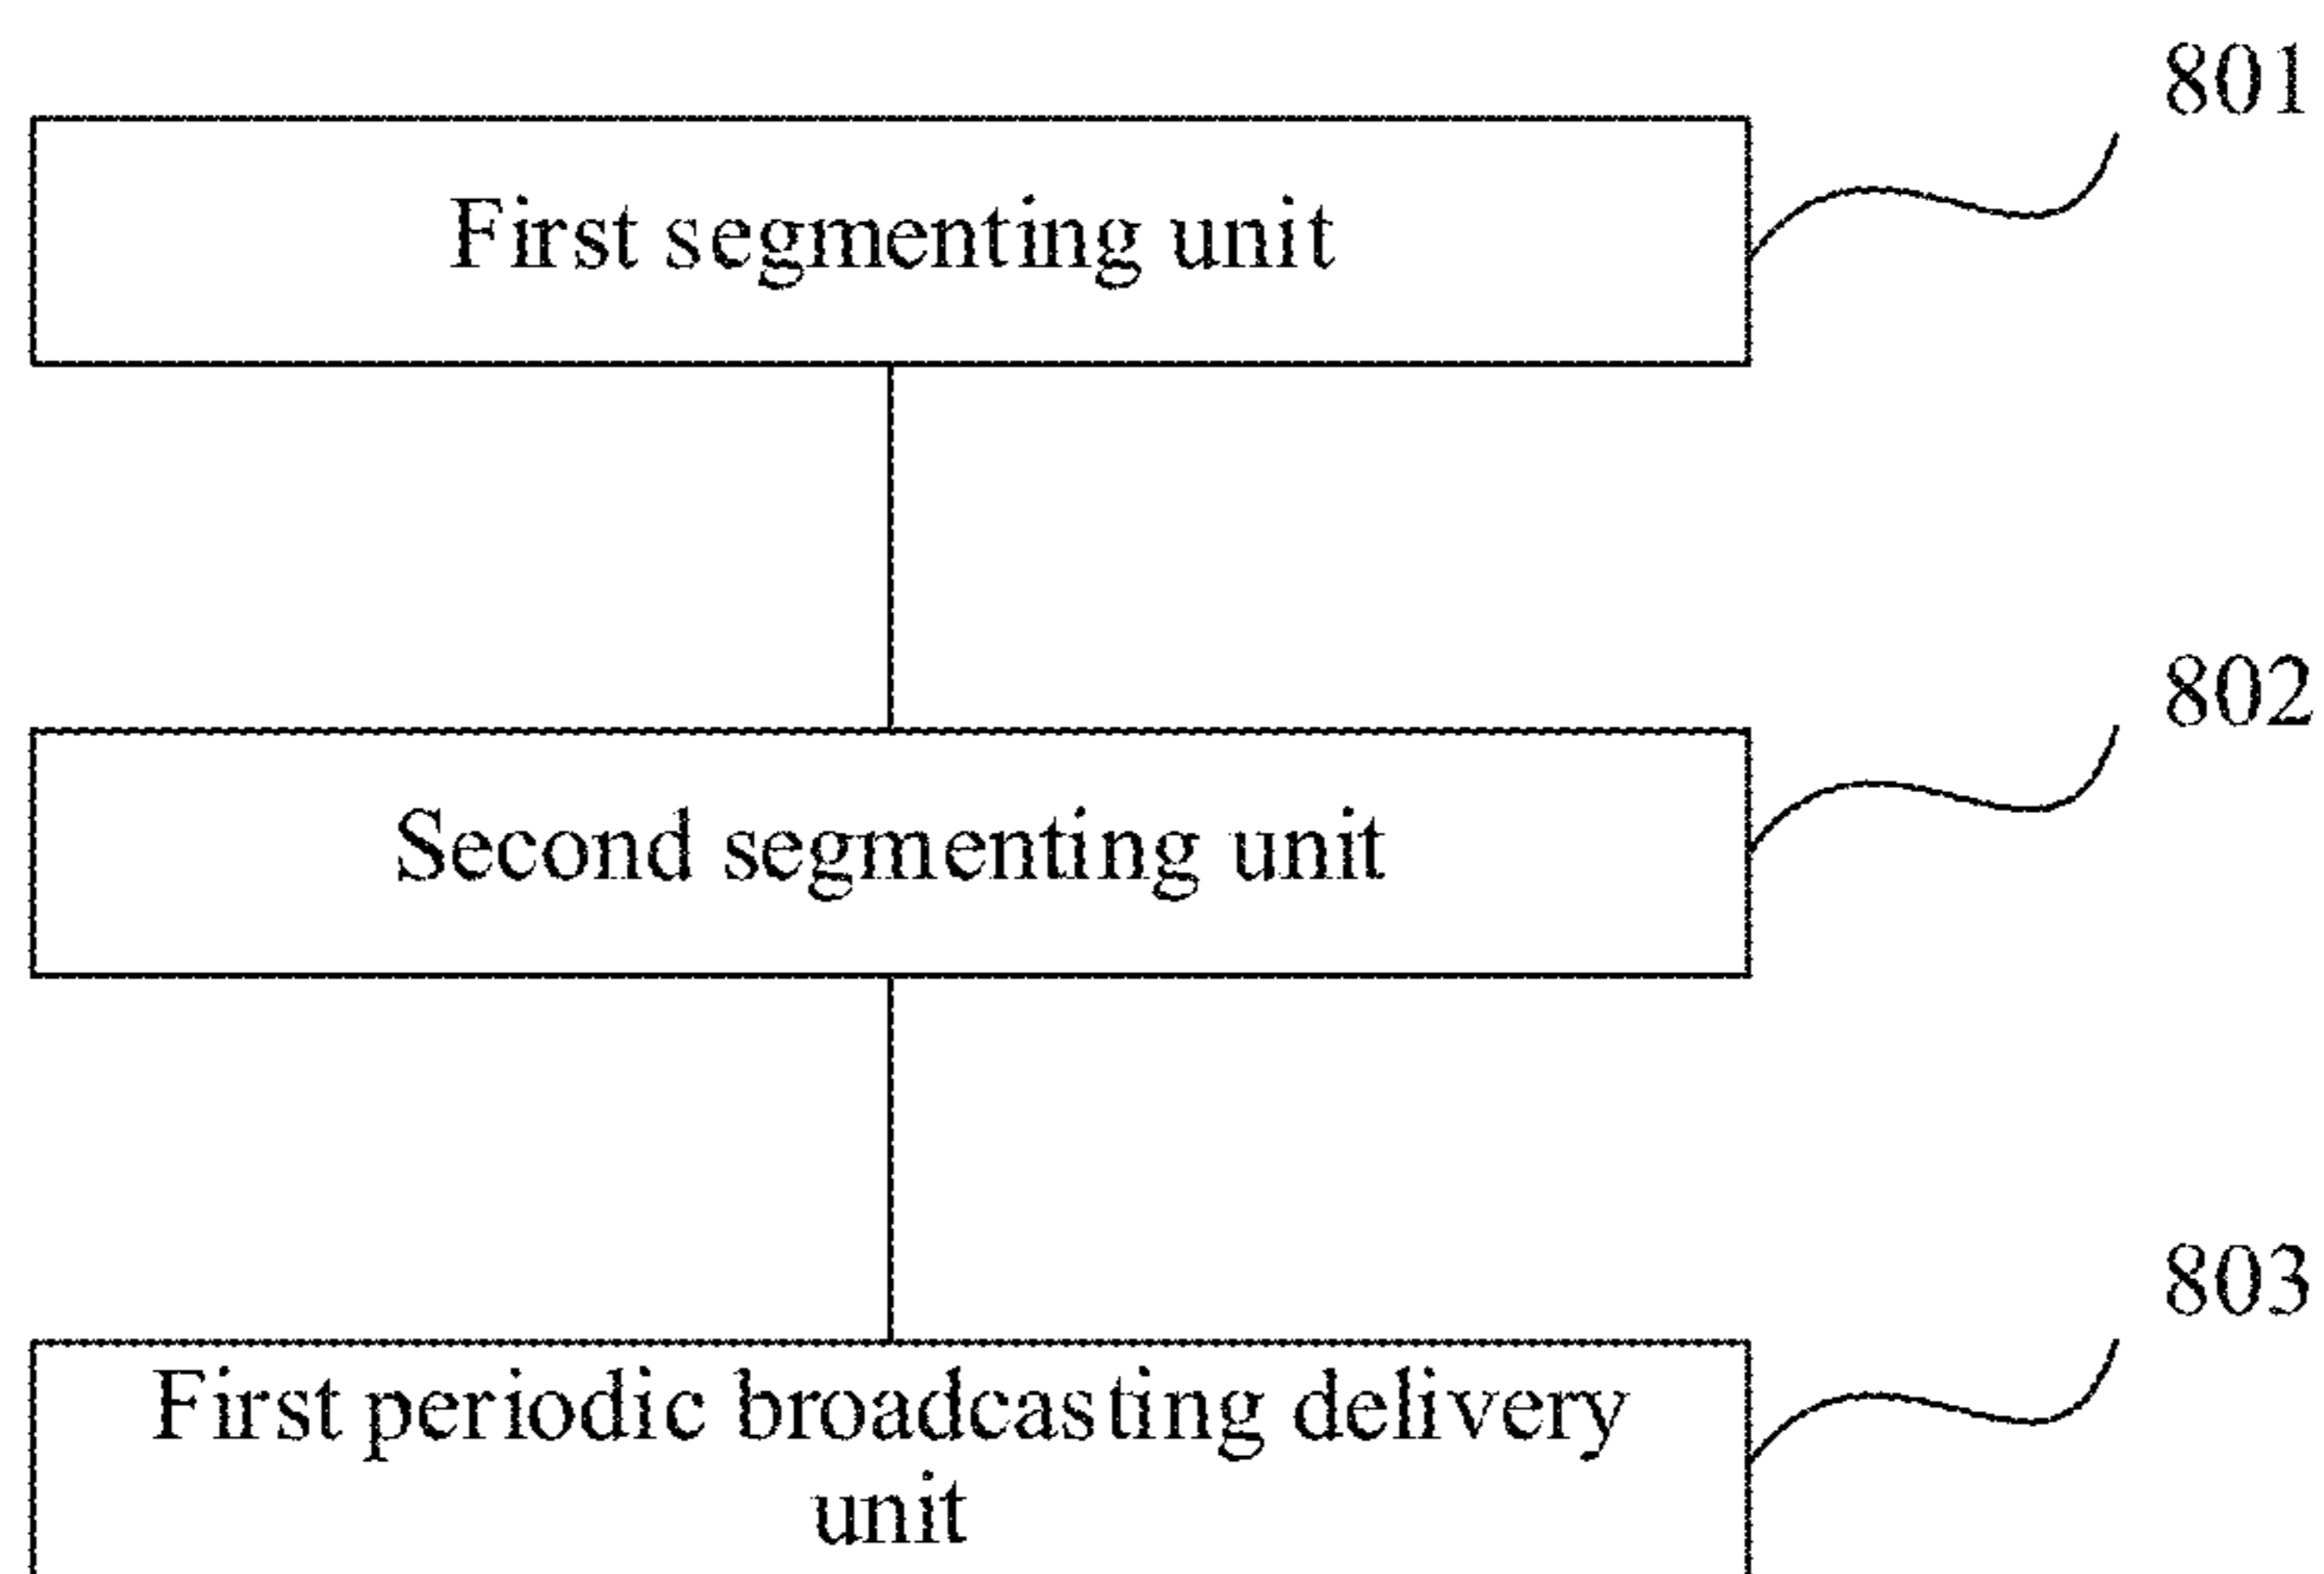 801
First segmenting unit
802
Second segmenting unit
803
First periodic broadcasting delivery
unit